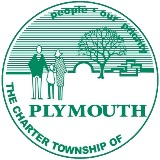 people • our priority
PLYMOUTH
THE CHARTER TOWNSHIP OF